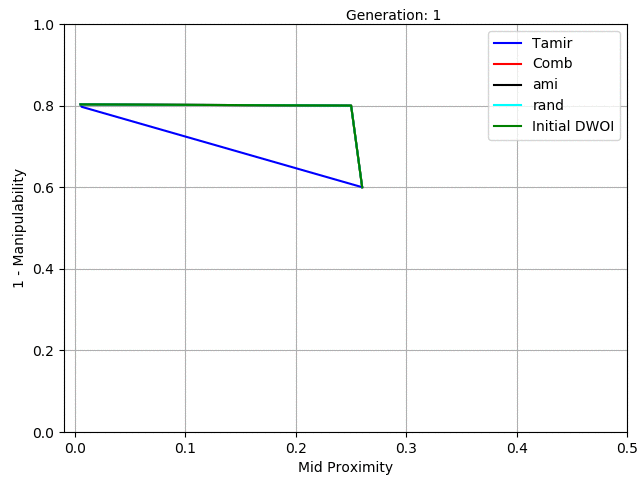 Generation: 1
1.0
0.8
0.6
0.4
0.2
0.0
1 - Manipulability
Tamir
Comb
ami
rand
Initial DWOI
0.0
0.1
0.2
0.3
0.4
0.5
Mid Proximity